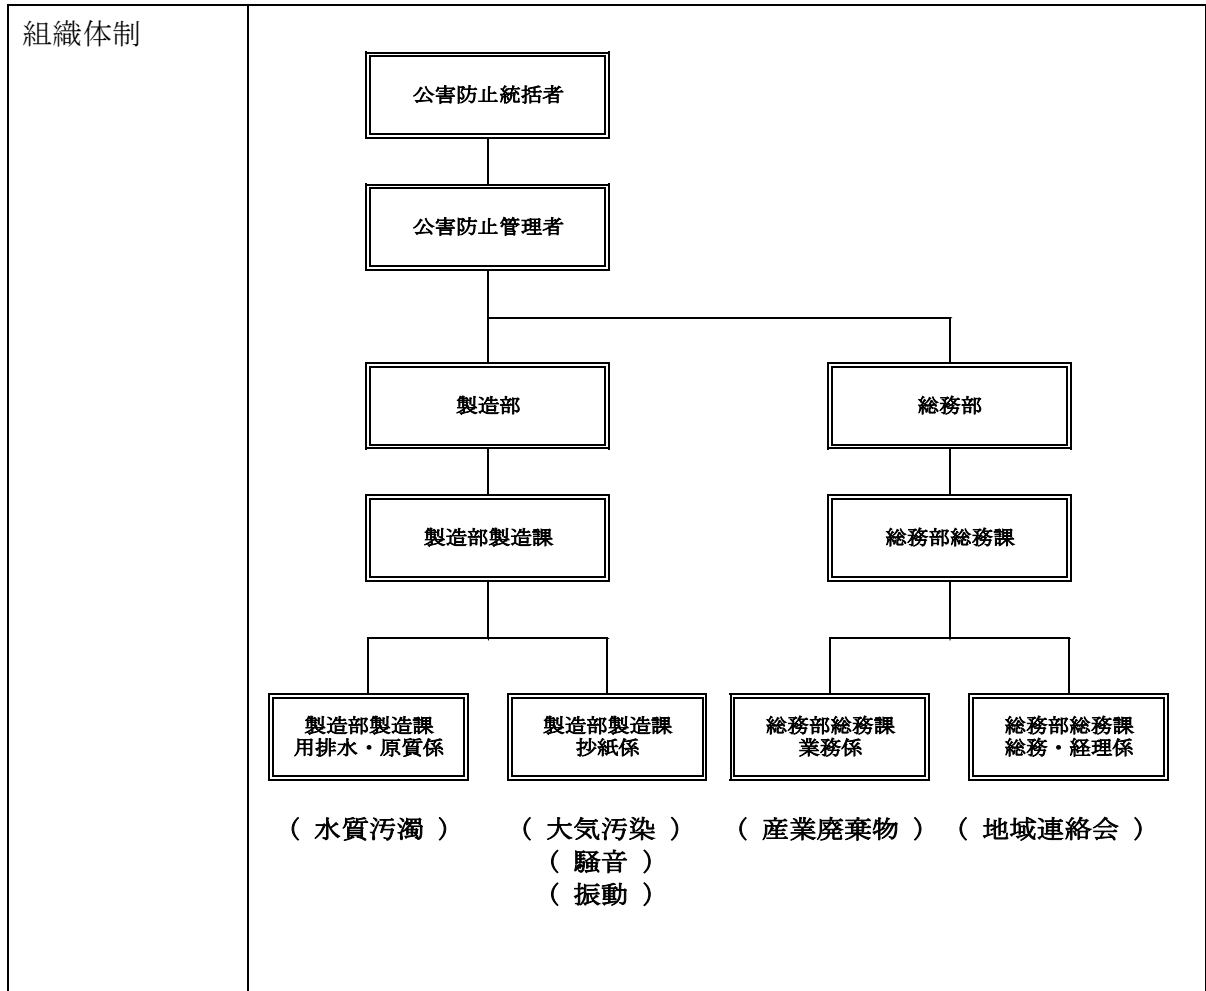 組織体制
公害防止統括者
公害防止管理者
製造部
総務部
製造部製造課
総務部総務課
製造部製造課
用排水・原質係
製造部製造課
抄紙係
総務部総務課
業務係
総務部総務課
総務・経理係
( 水質汚濁 )
( 大気汚染 )
( 騒音 )
( 振動 )
( 産業廃棄物 )
( 地域連絡会 )